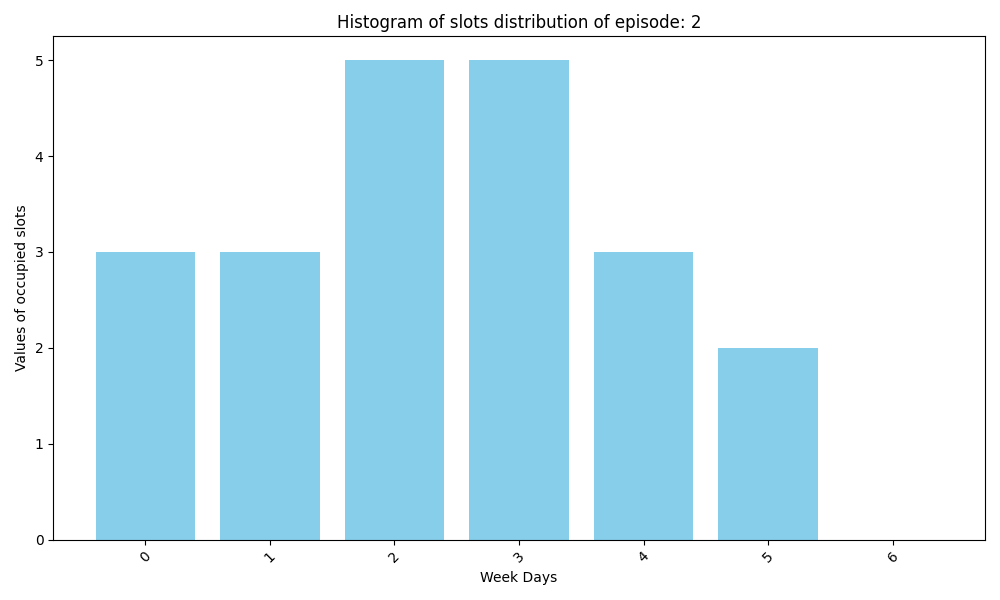 Histogram of slots distribution of episode: 2
Values of occupied slots
5
4
3
2
1
0
0 1 2 3 4 5 6
Week Days